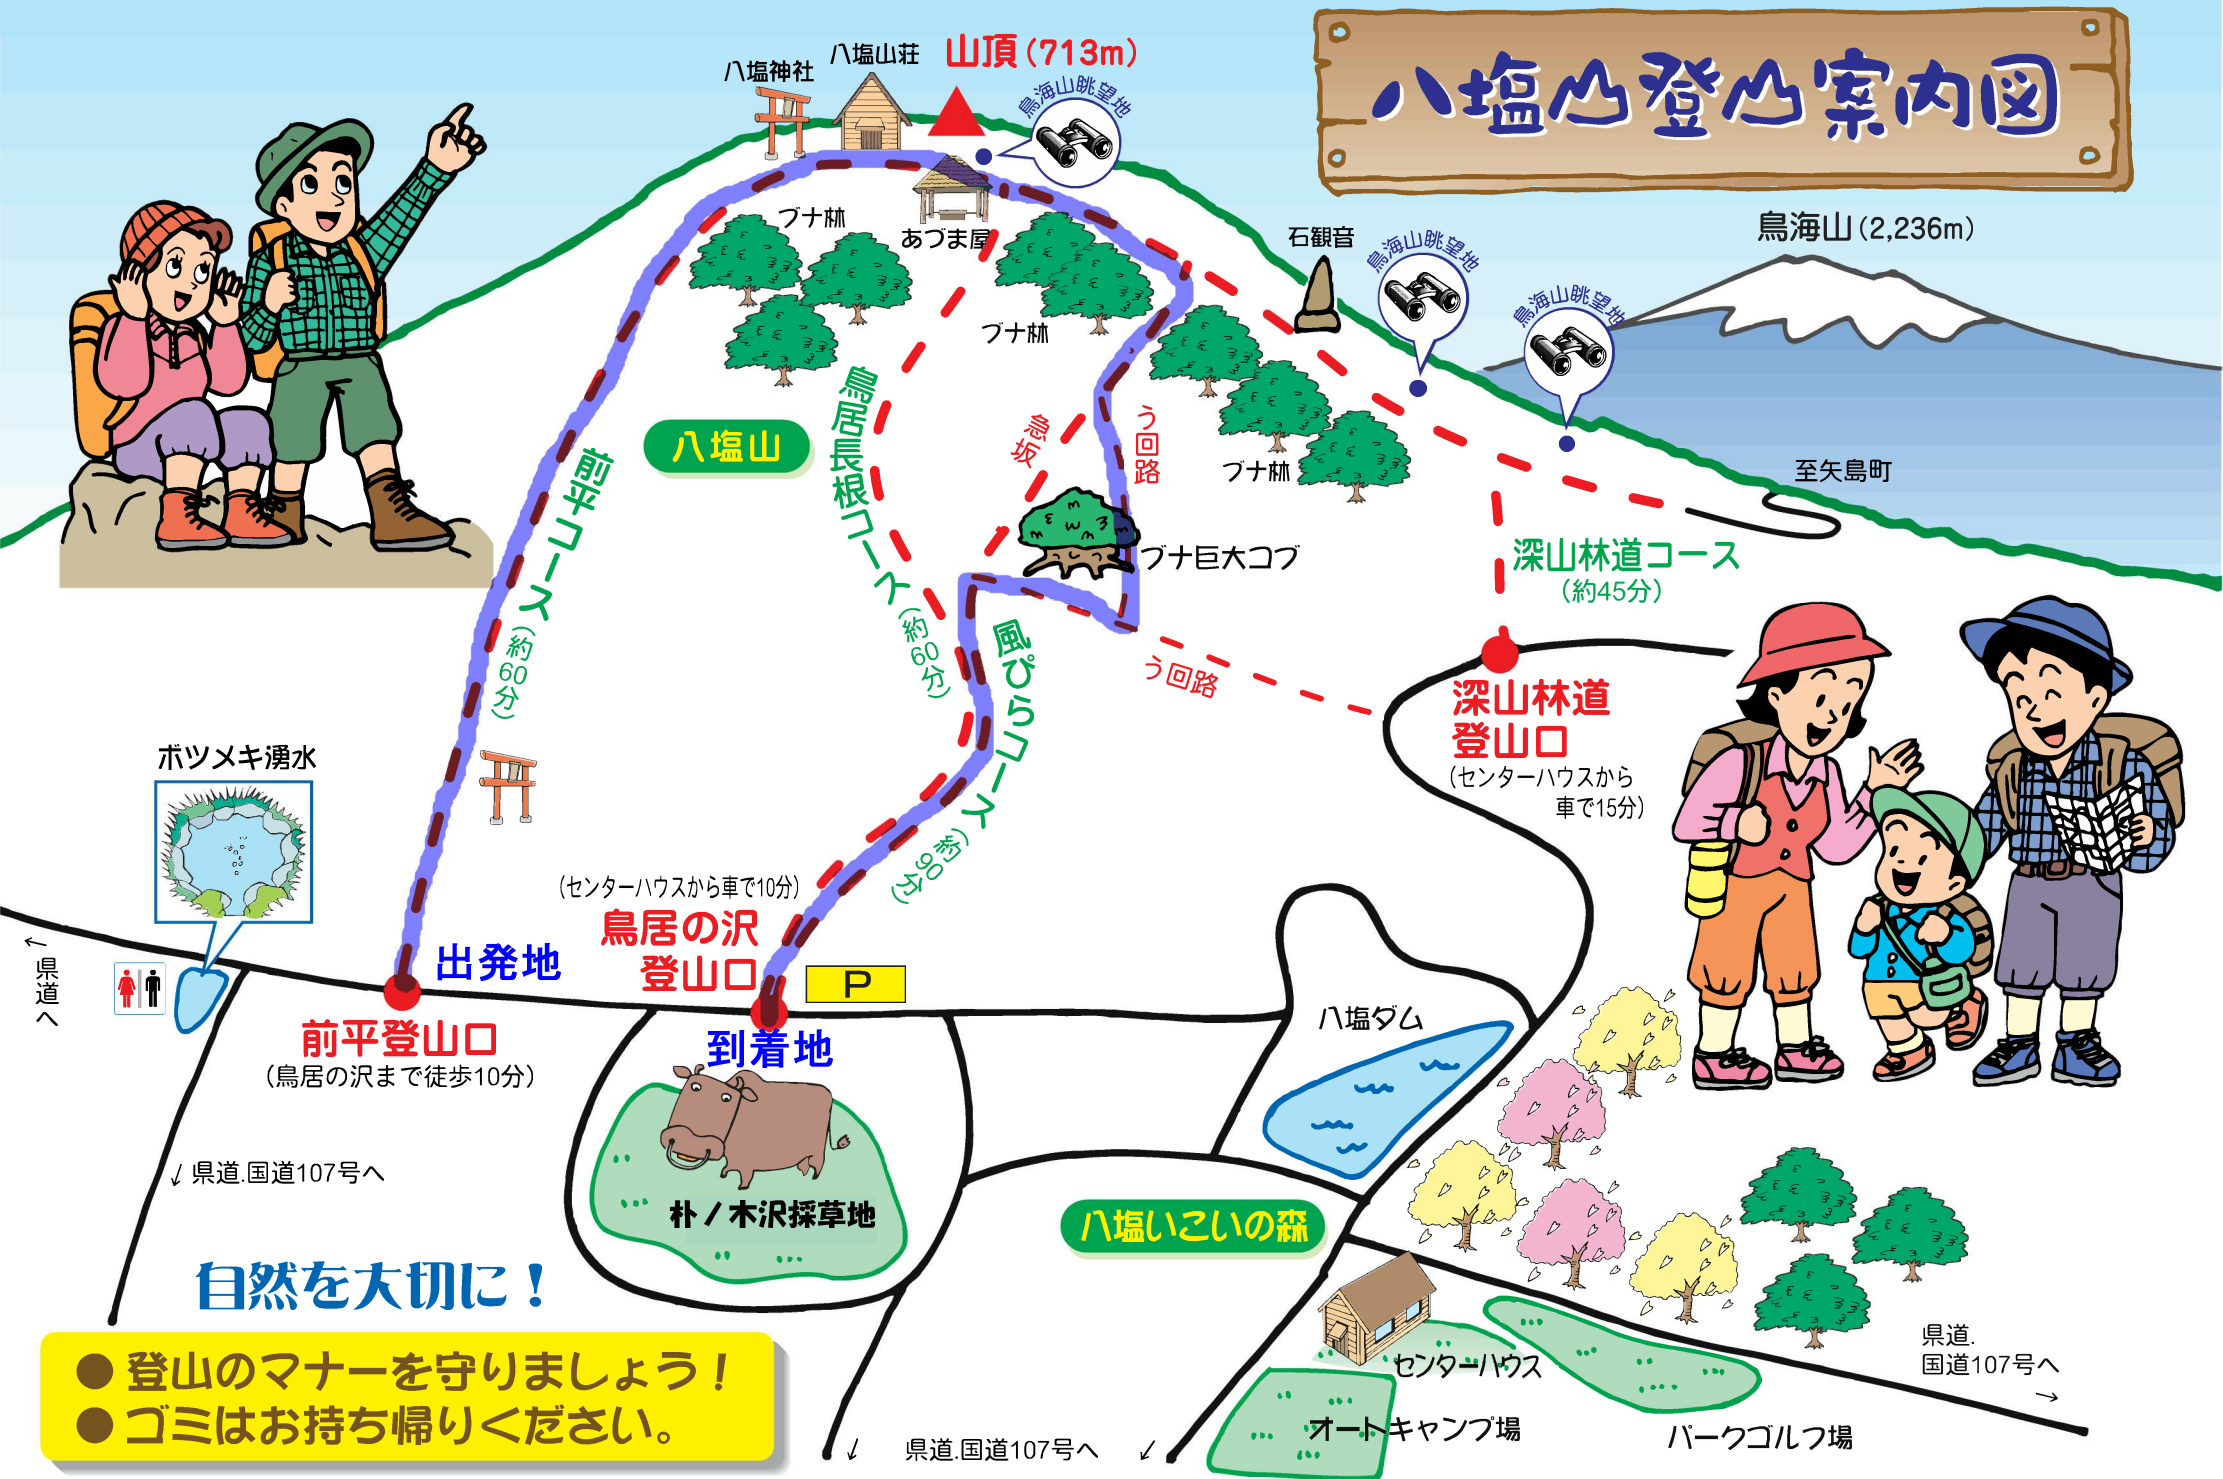 八塩山登山案内図
山頂(713m)
八塩山荘
八塩神社
鳥海山眺望地
鳥海山(2,236m)
ブナ林
あづま屋
石観音
鳥海山眺望地
鳥海山眺望地
ブナ林
鳥居長根コース(約60分)
八塩山
急坂
う回路
ブナ林
至矢島町
前平コース(約60分)
ブナ巨大コブ
深山林道コース
(約45分)
風ぴらコース(約90分)
う回路
深山林道
登山口
(センターハウスから
車で15分)
ボツメキ湧水
(センターハウスから車で10分)
鳥居の沢
登山口
出発地
P
←県道へ
前平登山口
(鳥居の沢まで徒歩10分)
到着地
八塩ダム
↙県道.国道107号へ
朴ノ木沢採草地
八塩いこいの森
自然を大切に!
●登山のマナーを守りましょう!
●ゴミはお持ち帰りください。
センターハウス
県道.
国道107号へ
→
オートキャンプ場
パークゴルフ場
↙ 県道.国道107号へ ↙